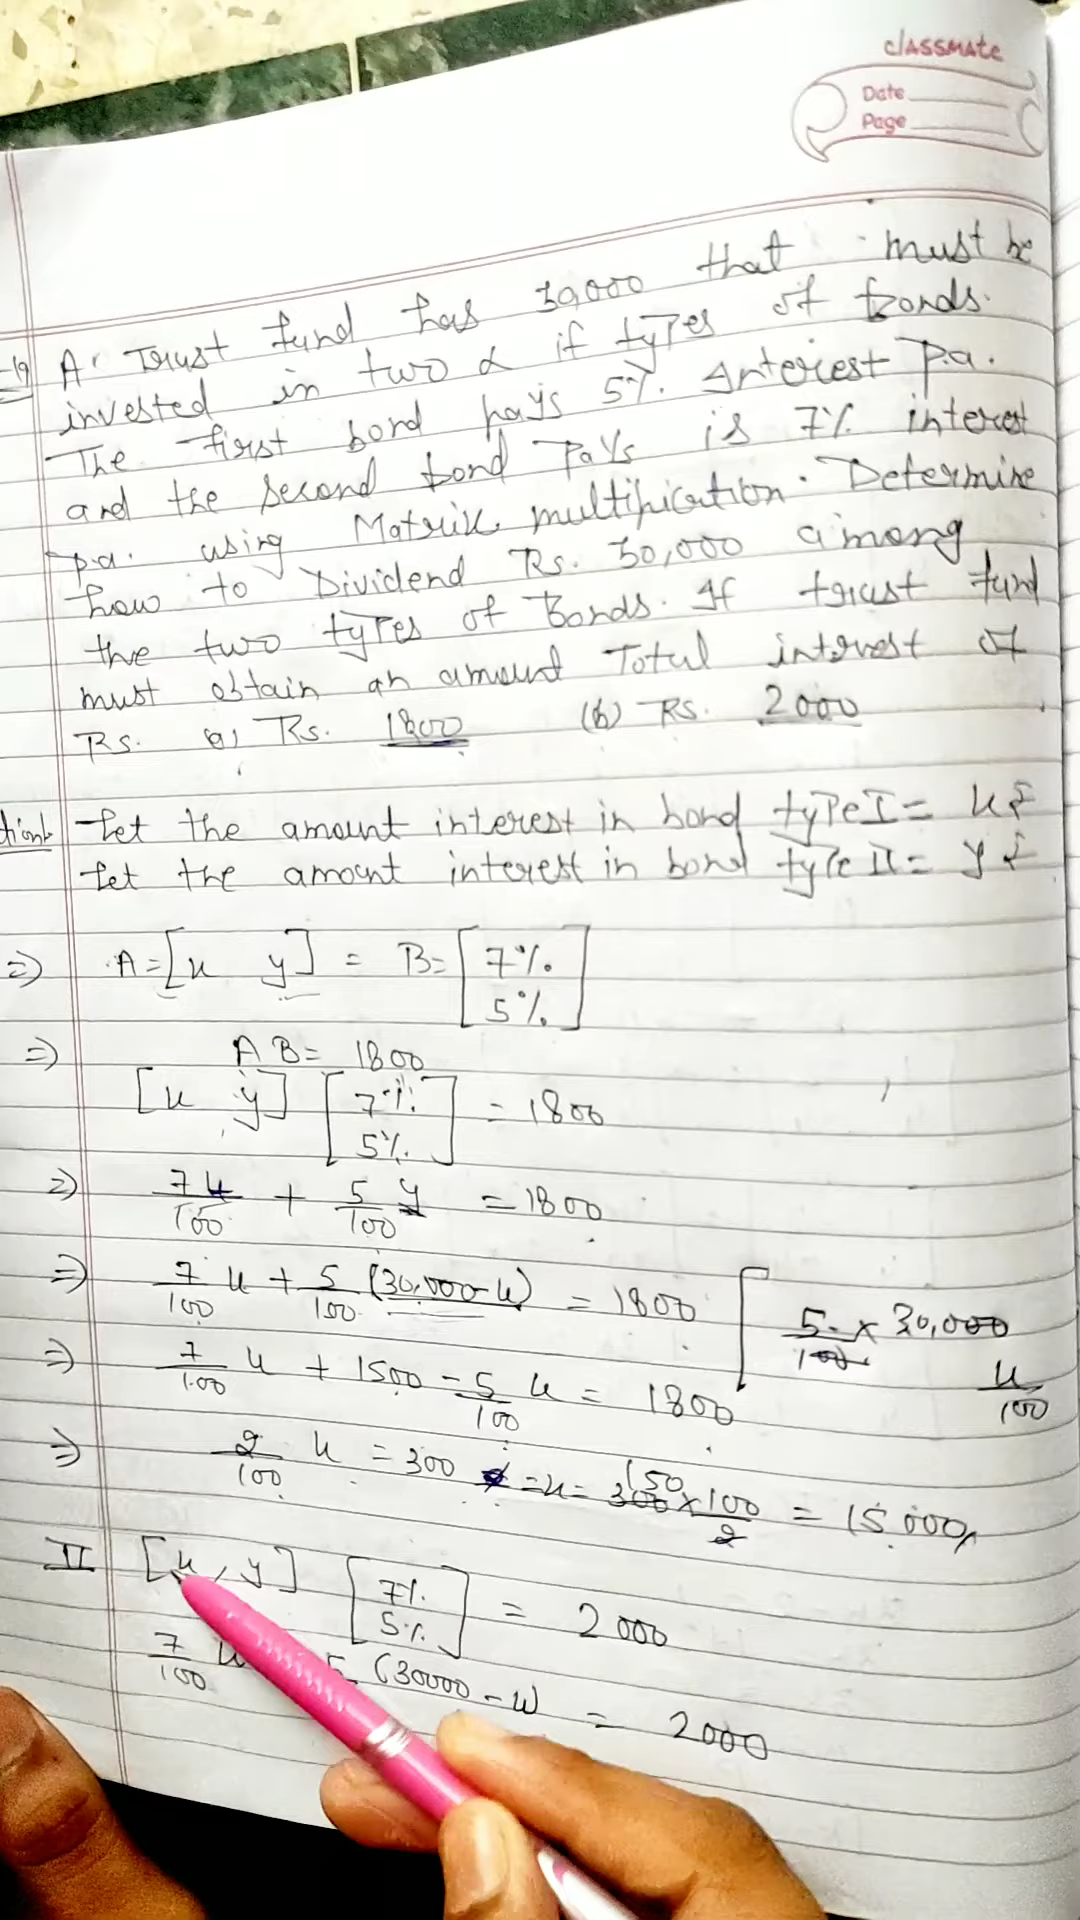 classmate
Date
Page
19 A Trust fund has 30,000 that must be
invested in two d if types of bonds.
The first bond pays 5% Interest P.a.
and the second bond Pays is 7% interest
p.a. using Matrix multiplication. Determine
how to Dividend Rs. 30,000 among
the two types of Bonds. If trust fund
must obtain an amount Total interest of
Rs. a) Rs. 1800 (b) Rs. 2000
Let the amount interest in bond type I = x ₹
Let the amount interest in bond type II = y ₹
=> A = [x y] = B = [7% 5%]
=> AB = 1800
[x y] [7% 5%] = 1800
=> 7x/100 + 5/100 y = 1800
=> 7/100 x + 5/100 (30,000 - x) = 1800 [ 5/100 × 30,000
x/100
=> 7/100 x + 1500 - 5/100 x = 1800
=> 2/100 x = 300 = x = 300 150 × 100/2 = 15000
II [x, y] [7% 5%] = 2000
7/100 x 5 (30000 - x) = 2000